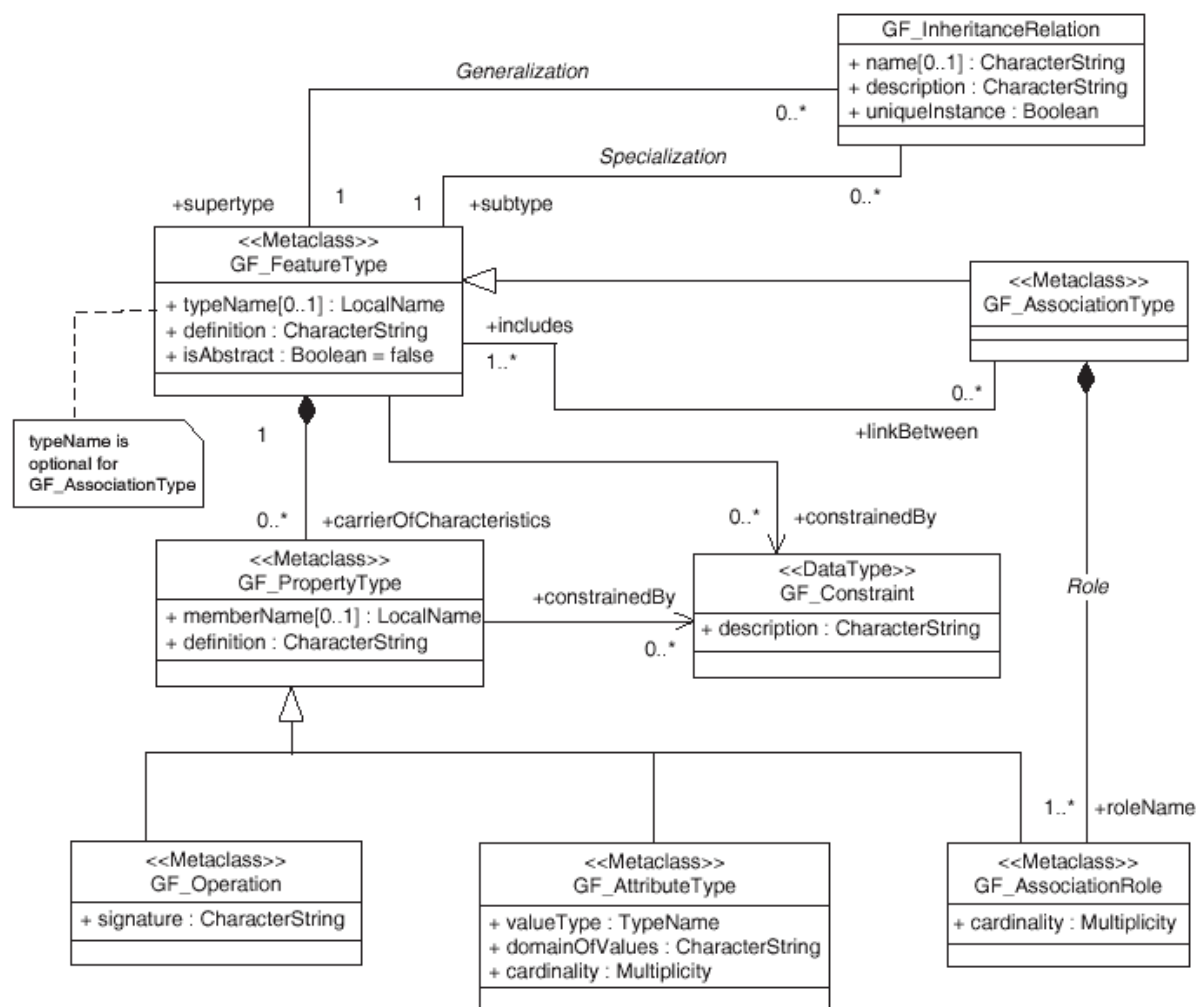 GF_InheritanceRelation
+ name[0..1] : CharacterString
+ description : CharacterString
+ uniqueInstance : Boolean
Generalization
0..*
Specialization
0..*
+supertype
1
1
+subtype
<<Metaclass>>
GF_FeatureType
+ typeName[0..1] : LocalName
+ definition : CharacterString
+ isAbstract : Boolean = false
<<Metaclass>>
GF_AssociationType
+includes
1..*
0..*
+linkBetween
typeName is
optional for
GF_AssociationType
1
0..*
+carrierOfCharacteristics
0..*
+constrainedBy
<<Metaclass>>
GF_PropertyType
+ memberName[0..1] : LocalName
+ definition : CharacterString
+constrainedBy
0..*
<<DataType>>
GF_Constraint
+ description : CharacterString
Role
1..*
+roleName
<<Metaclass>>
GF_Operation
+ signature : CharacterString
<<Metaclass>>
GF_AttributeType
+ valueType : TypeName
+ domainOfValues : CharacterString
+ cardinality : Multiplicity
<<Metaclass>>
GF_AssociationRole
+ cardinality : Multiplicity